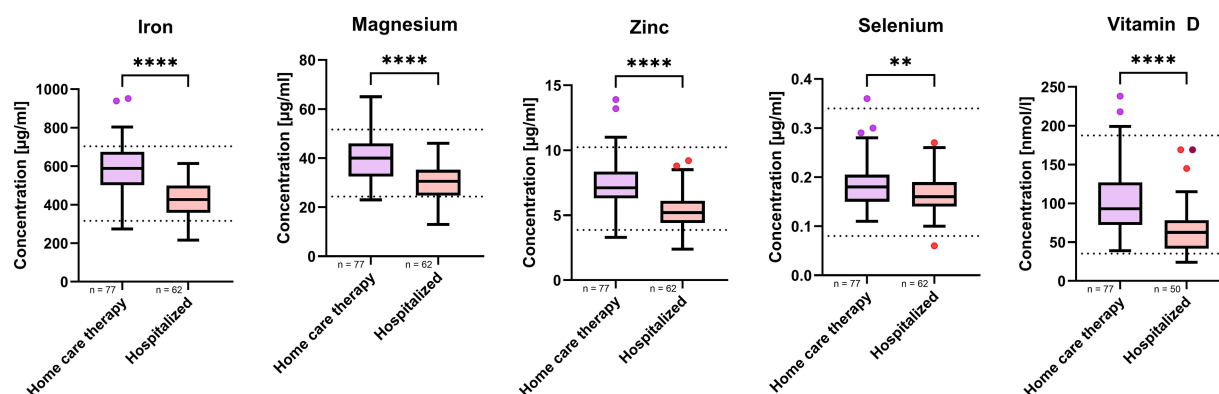 Iron
****
Concentration [µg/ml]
1000
800
600
400
200
0
n = 77
n = 62
Home care therapy
Hospitalized
Magnesium
****
Concentration [µg/ml]
80
60
40
20
0
n = 77
n = 62
Home care therapy
Hospitalized
Zinc
****
Concentration [µg/ml]
15
10
5
0
n = 77
n = 62
Home care therapy
Hospitalized
Selenium
**
Concentration [µg/ml]
0.4
0.3
0.2
0.1
0.0
n = 77
n = 62
Home care therapy
Hospitalized
Vitamin D
****
Concentration [nmol/l]
250
200
150
100
50
0
n = 77
n = 50
Home care therapy
Hospitalized